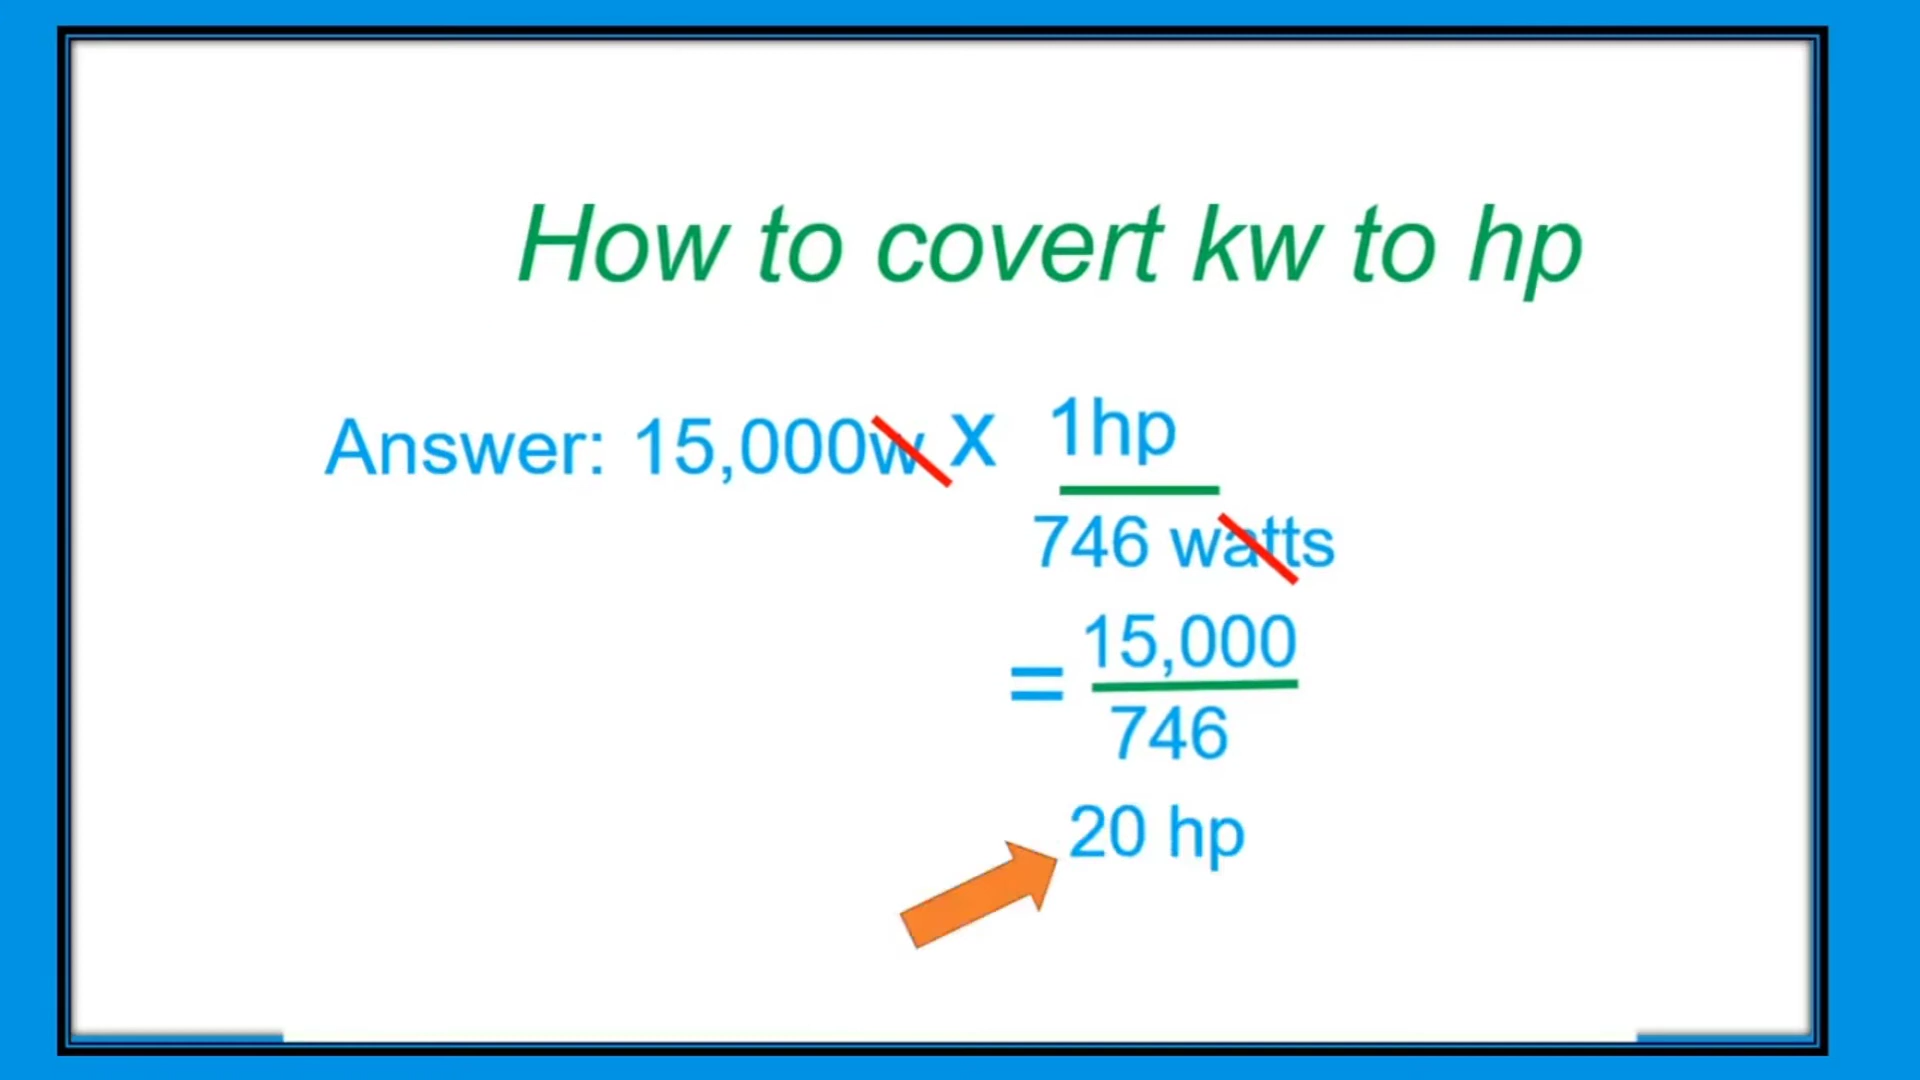 How to covert kw to hp
Answer: 15,000w x 1hp
746 watts
= 15,000
746
20 hp